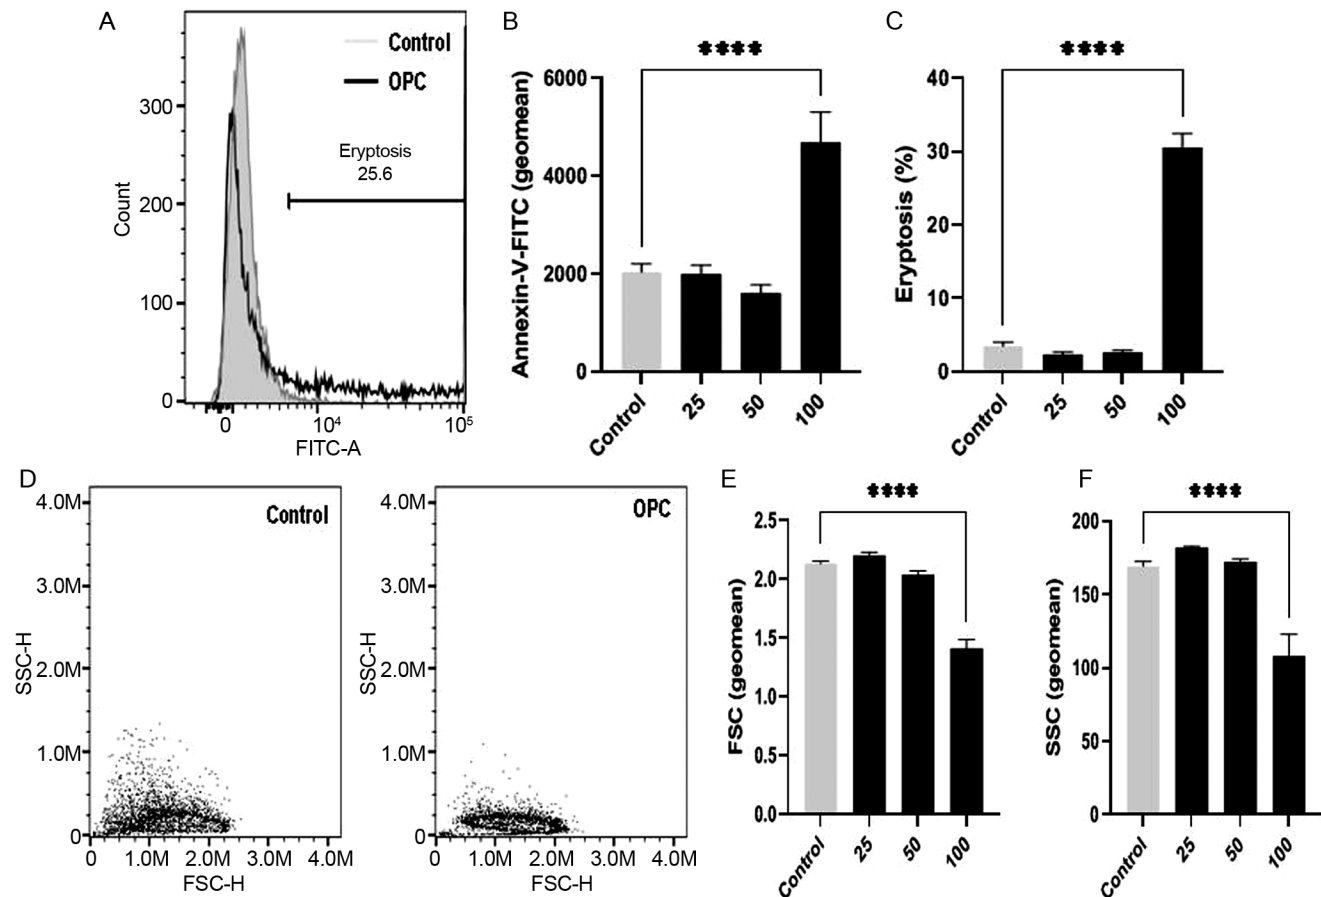 A
Control
OPC
Eryptosis
25.6
Count
300
200
100
0
0
10⁴
10⁵
FITC-A
B
****
Annexin-V-FITC (geomean)
6000
4000
2000
0
Control
25
50
100
C
****
Eryptosis (%)
40
30
20
10
0
Control
25
50
100
D
Control
SSC-H
4.0M
3.0M
2.0M
1.0M
0
0
1.0M
2.0M
3.0M
4.0M
FSC-H
OPC
SSC-H
4.0M
3.0M
2.0M
1.0M
0
0
1.0M
2.0M
3.0M
4.0M
FSC-H
E
****
FSC (geomean)
2.5
2.0
1.5
1.0
0.5
0.0
Control
25
50
100
F
****
SSC (geomean)
200
150
100
50
0
Control
25
50
100